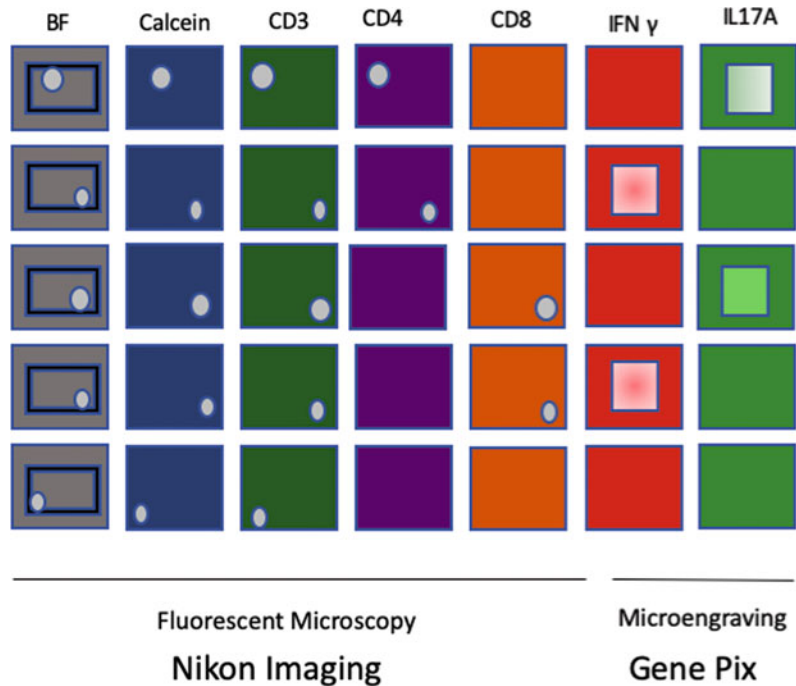 BF Calcein CD3 CD4 CD8 IFN γ IL17A
Fluorescent Microscopy Microengraving
Nikon Imaging Gene Pix